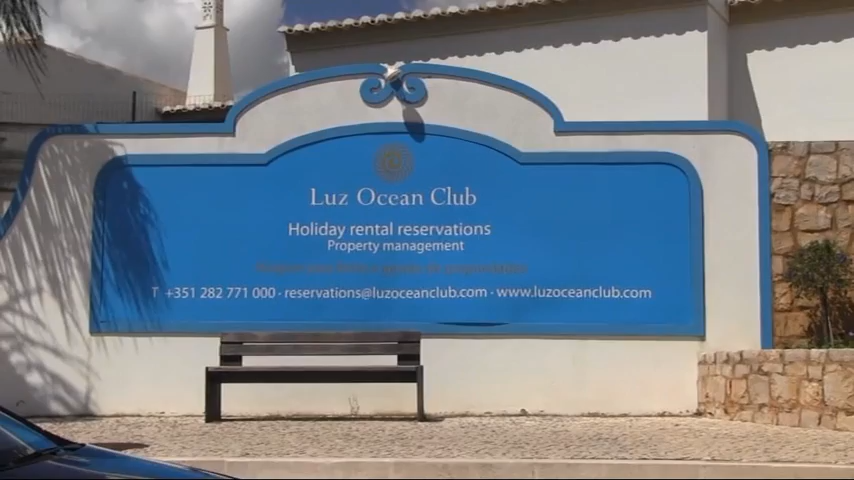 Luz Ocean Club
Holiday rental reservations
Property management
T +351 282 771 000 · reservations@luzoceanclub.com · www.luzoceanclub.com